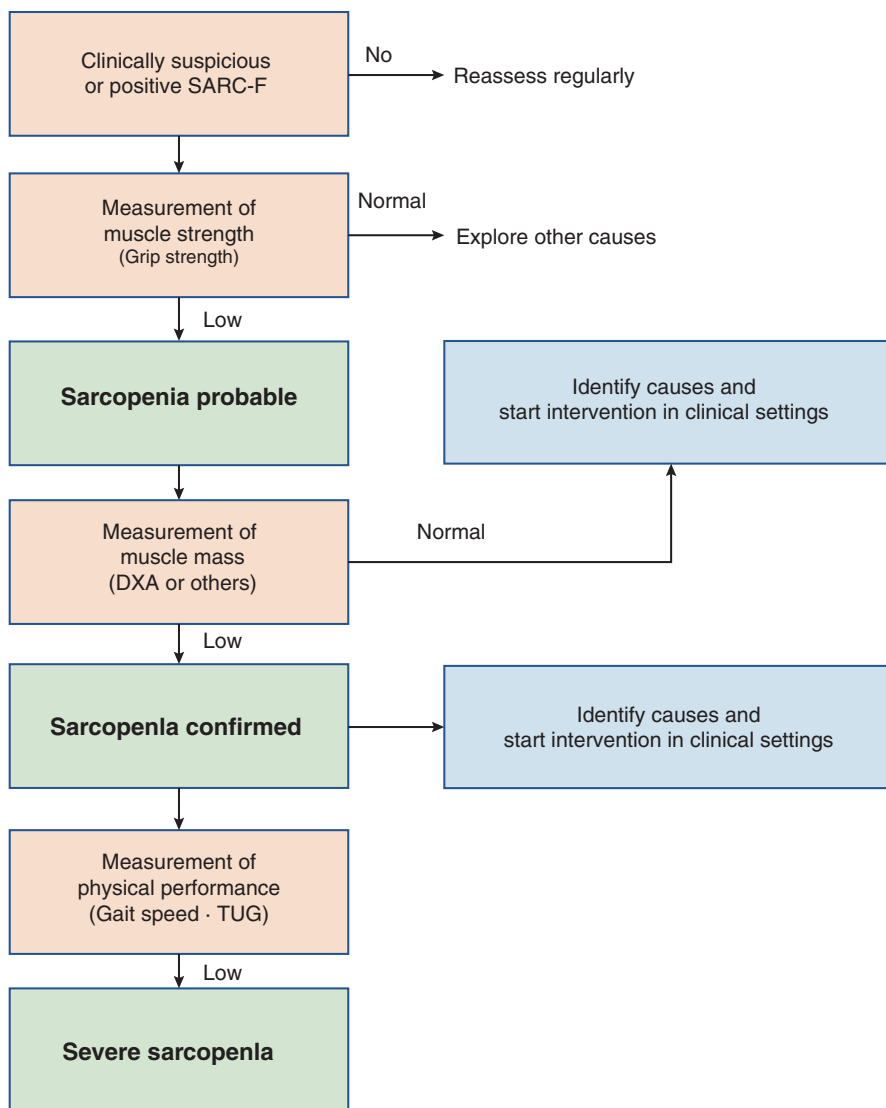 Clinically suspicious
or positive SARC-F
No
Reassess regularly
Measurement of
muscle strength
(Grip strength)
Normal
Explore other causes
Low
Sarcopenia probable
Identify causes and
start intervention in clinical settings
Measurement of
muscle mass
(DXA or others)
Normal
Low
Sarcopenla confirmed
Identify causes and
start intervention in clinical settings
Measurement of
physical performance
(Gait speed · TUG)
Low
Severe sarcopenla